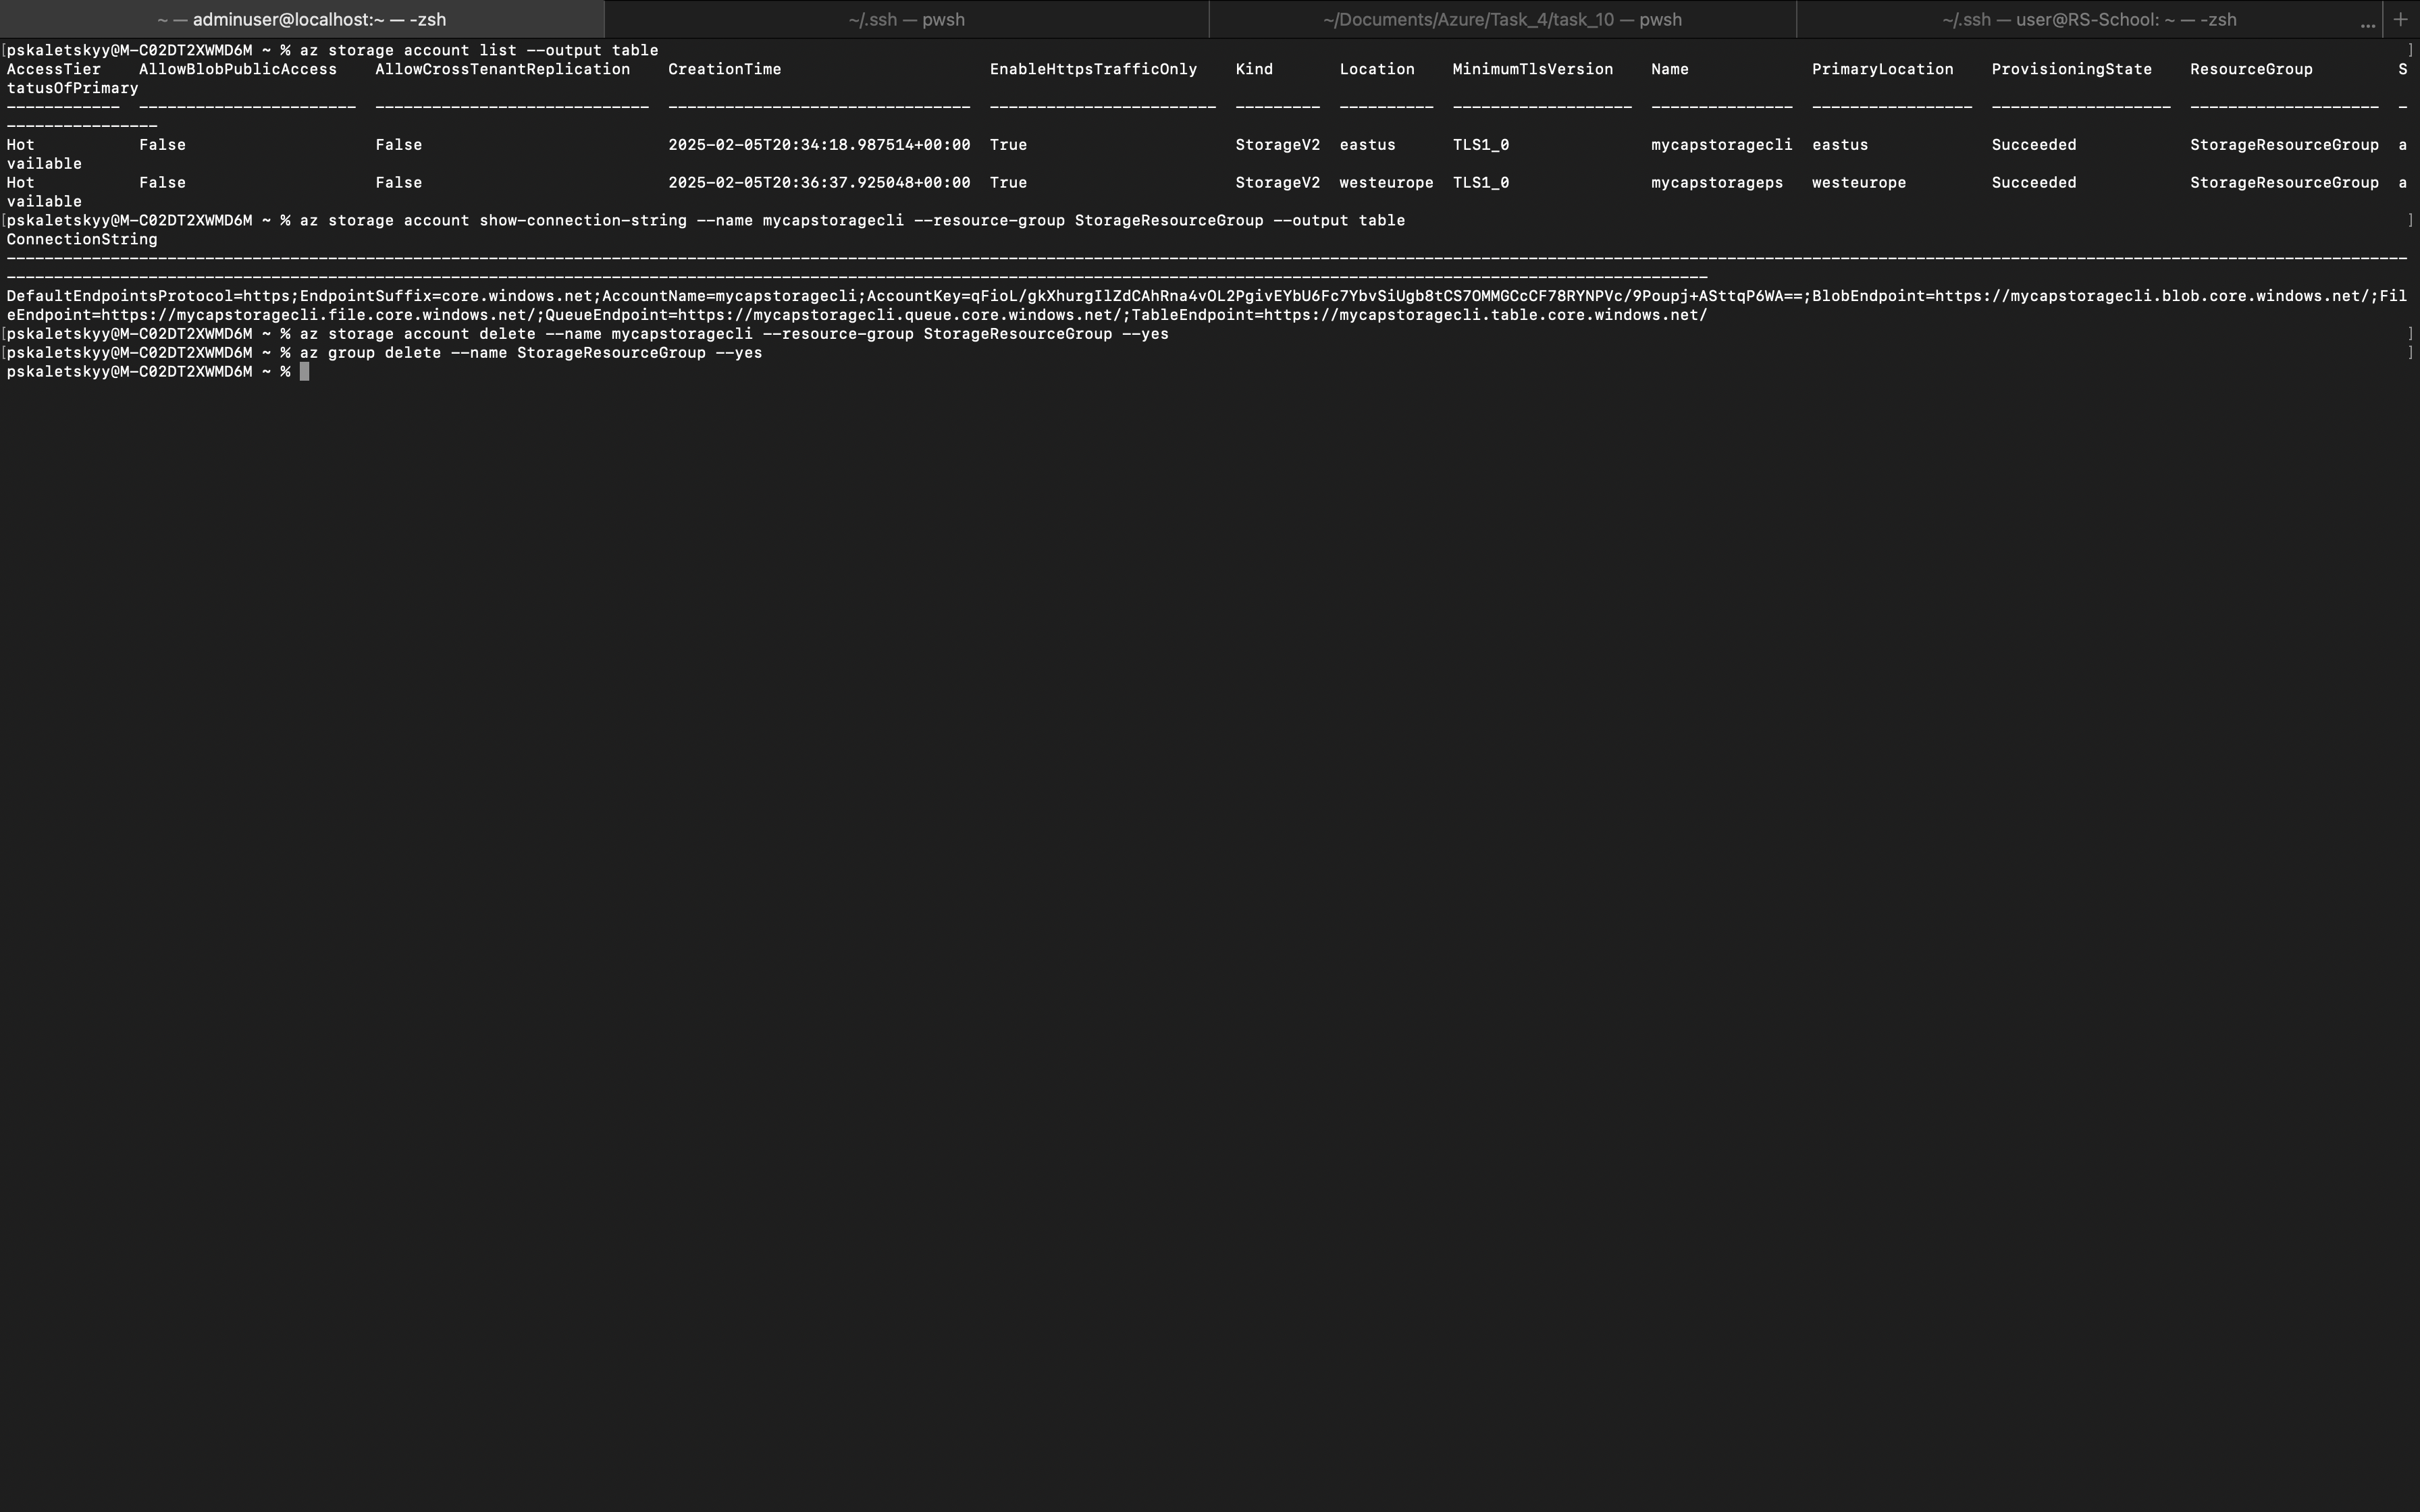 ~ — adminuser@localhost:~ — -zsh
~/.ssh — pwsh
~/Documents/Azure/Task_4/task_10 — pwsh
~/.ssh — user@RS-School: ~ — -zsh
... +
[pskaletskyy@M-C02DT2XWMD6M ~ % az storage account list --output table ]
AccessTier AllowBlobPublicAccess AllowCrossTenantReplication CreationTime EnableHttpsTrafficOnly Kind Location MinimumTlsVersion Name PrimaryLocation ProvisioningState ResourceGroup S
tatusOfPrimary
------------ ----------------------- ----------------------------- -------------------------------- ------------------------ --------- ---------- ------------------- --------------- ----------------- ------------------- -------------------- -
----------------
Hot False False 2025-02-05T20:34:18.987514+00:00 True StorageV2 eastus TLS1_0 mycapstoragecli eastus Succeeded StorageResourceGroup a
vailable
Hot False False 2025-02-05T20:36:37.925048+00:00 True StorageV2 westeurope TLS1_0 mycapstorageps westeurope Succeeded StorageResourceGroup a
vailable
[pskaletskyy@M-C02DT2XWMD6M ~ % az storage account show-connection-string --name mycapstoragecli --resource-group StorageResourceGroup --output table ]
ConnectionString
DefaultEndpointsProtocol=https;EndpointSuffix=core.windows.net;AccountName=mycapstoragecli;AccountKey=qFioL/gkXhurgIlZdCAhRna4vOL2PgivEYbU6Fc7YbvSiUgb8tCS7OMMGCcCF78RYNPVc/9Poupj+ASttqP6WA==;BlobEndpoint=https://mycapstoragecli.blob.core.windows.net/;Fil
eEndpoint=https://mycapstoragecli.file.core.windows.net/;QueueEndpoint=https://mycapstoragecli.queue.core.windows.net/;TableEndpoint=https://mycapstoragecli.table.core.windows.net/
[pskaletskyy@M-C02DT2XWMD6M ~ % az storage account delete --name mycapstoragecli --resource-group StorageResourceGroup --yes ]
[pskaletskyy@M-C02DT2XWMD6M ~ % az group delete --name StorageResourceGroup --yes ]
pskaletskyy@M-C02DT2XWMD6M ~ %